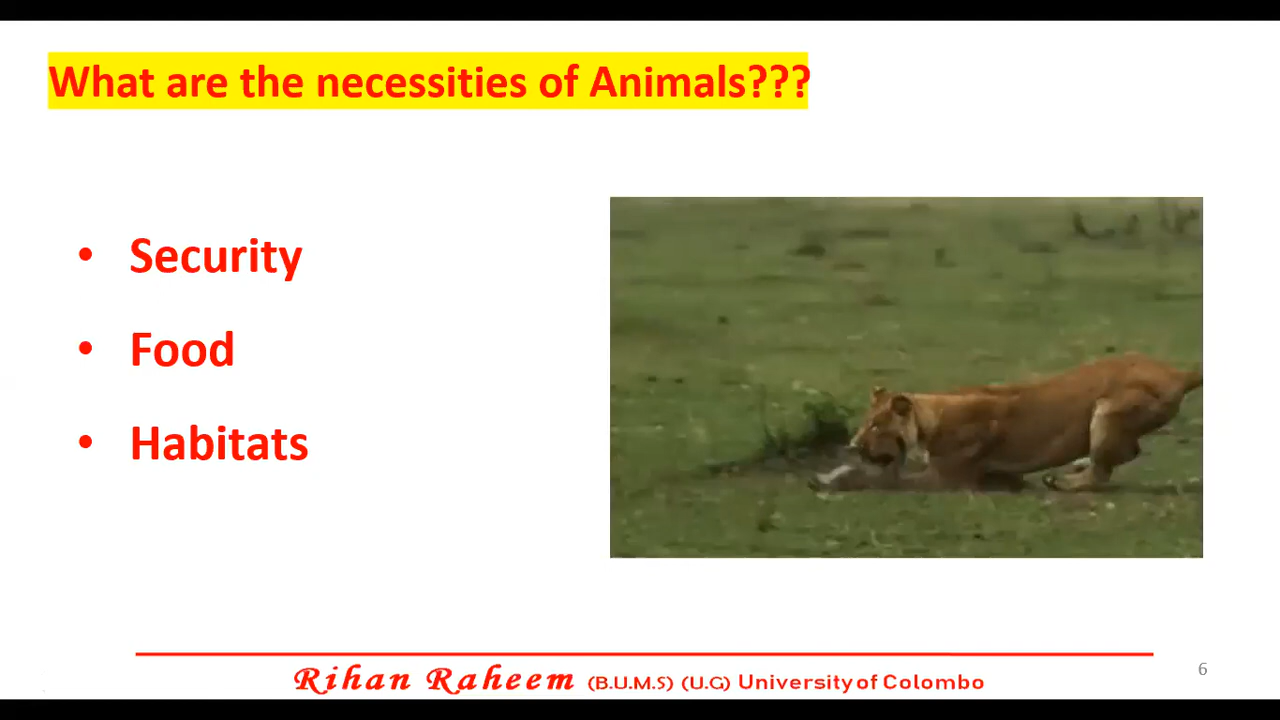 What are the necessities of Animals???
• Security
• Food
• Habitats
Rihan Raheem (B.U.M.S) (U.G) University of Colombo
6